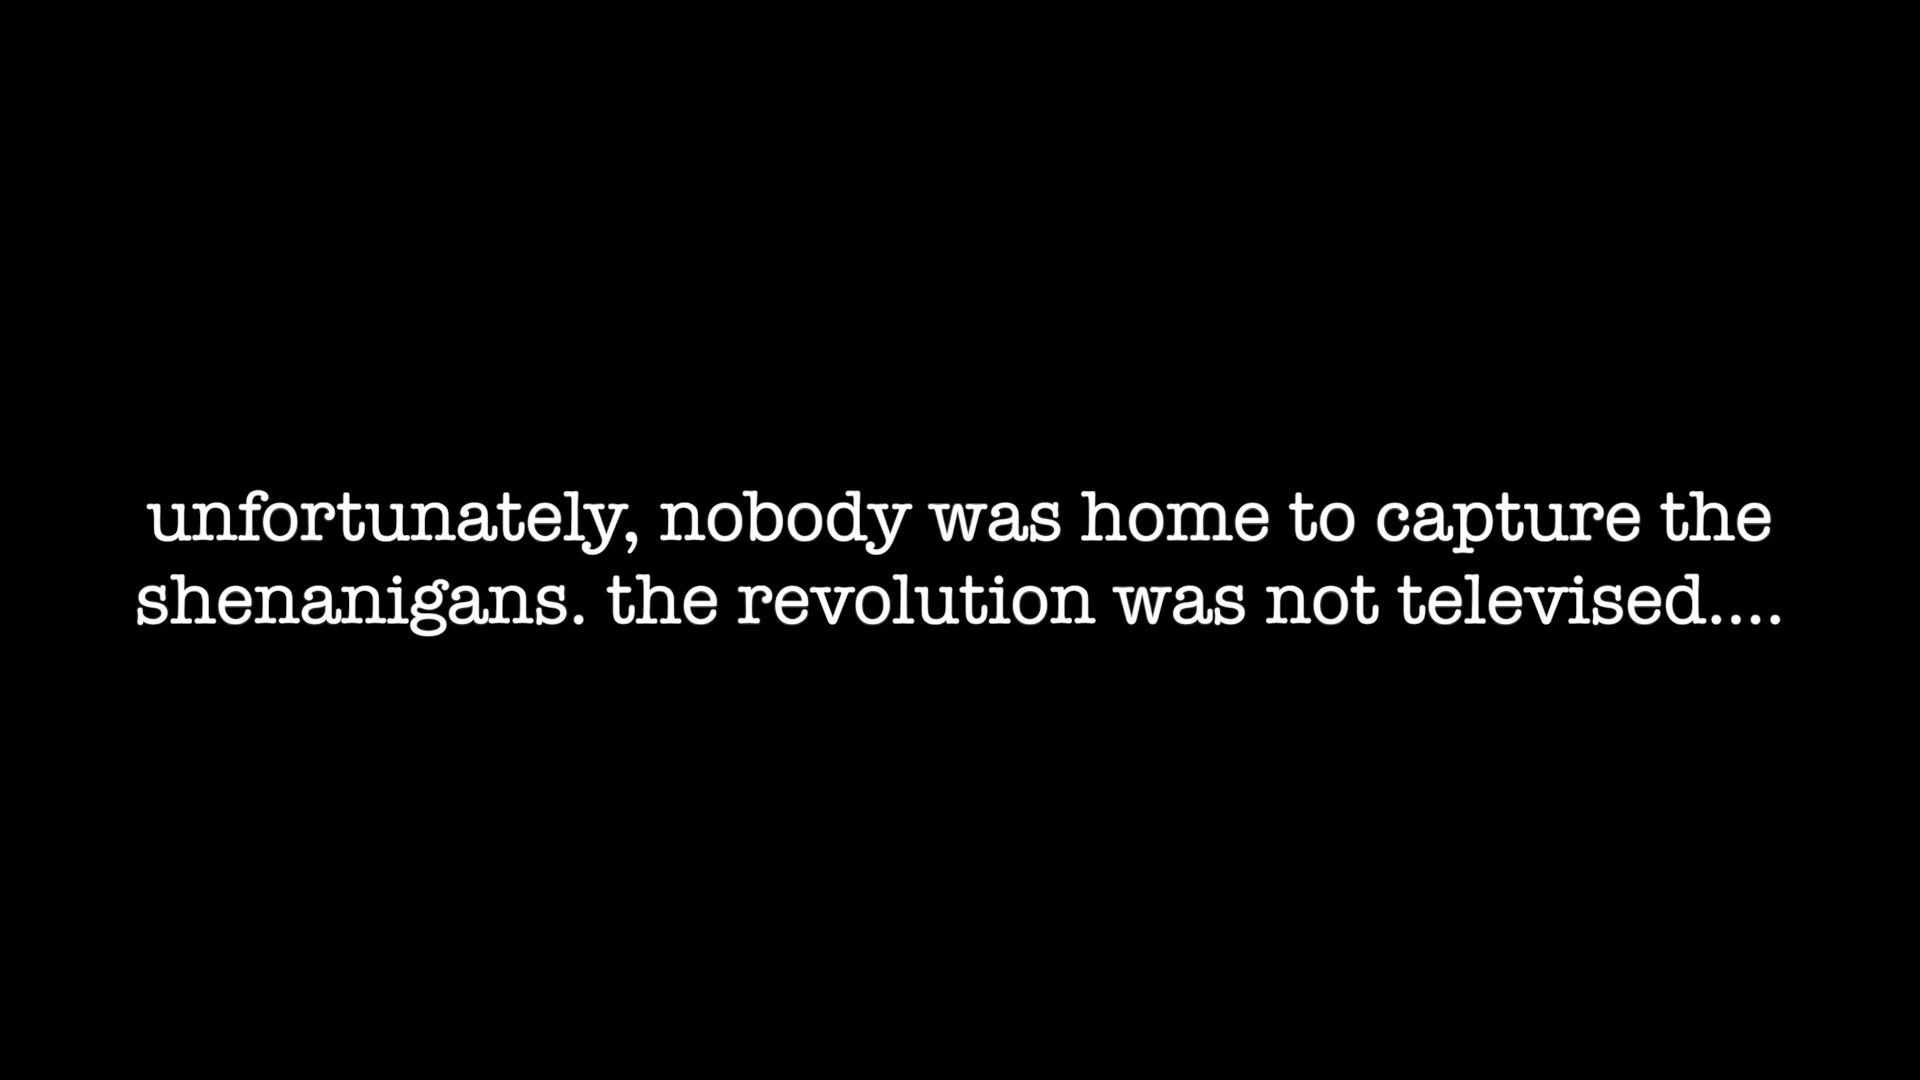 unfortunately, nobody was home to capture the
shenanigans. the revolution was not televised....